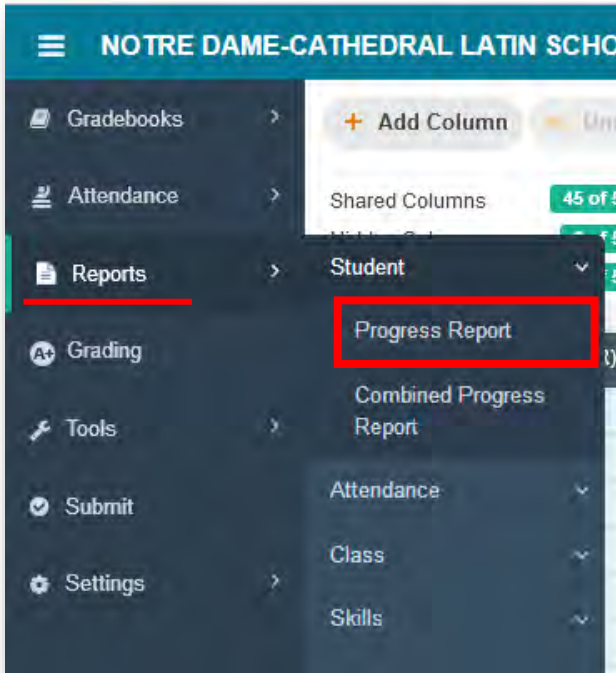 NOTRE DAME-CATHEDRAL LATIN
Gradebooks
+ Add Column
Attendance
Shared Columns
45 of
Reports
Student
Progress Report
A+ Grading
Combined Progress
Report
Tools
Attendance
Submit
Class
Settings
Skills